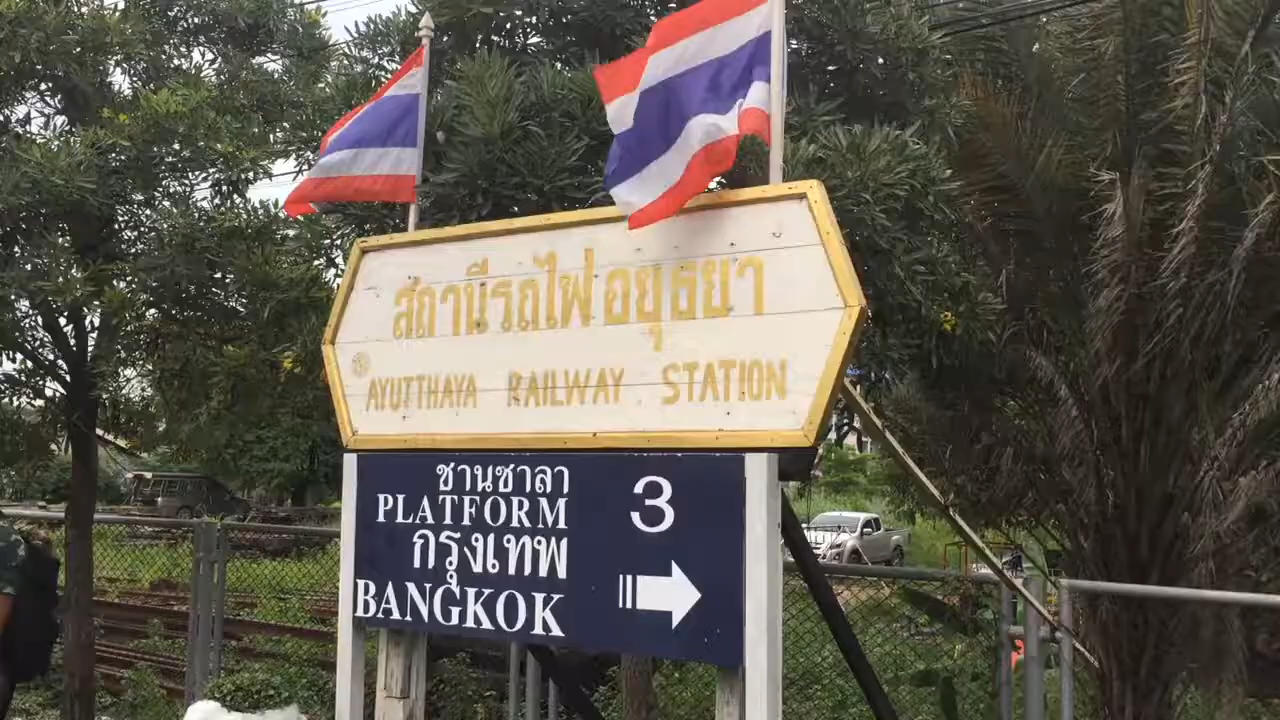 สถานีรถไฟอยุธยา
AYUTTHAYA RAILWAY STATION
ชานชาลา
PLATFORM 3
กรุงเทพ
BANGKOK